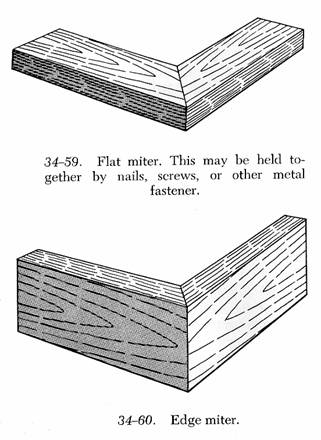 34–59. Flat miter. This may be held to-
gether by nails, screws, or other metal
fastener.
34–60. Edge miter.